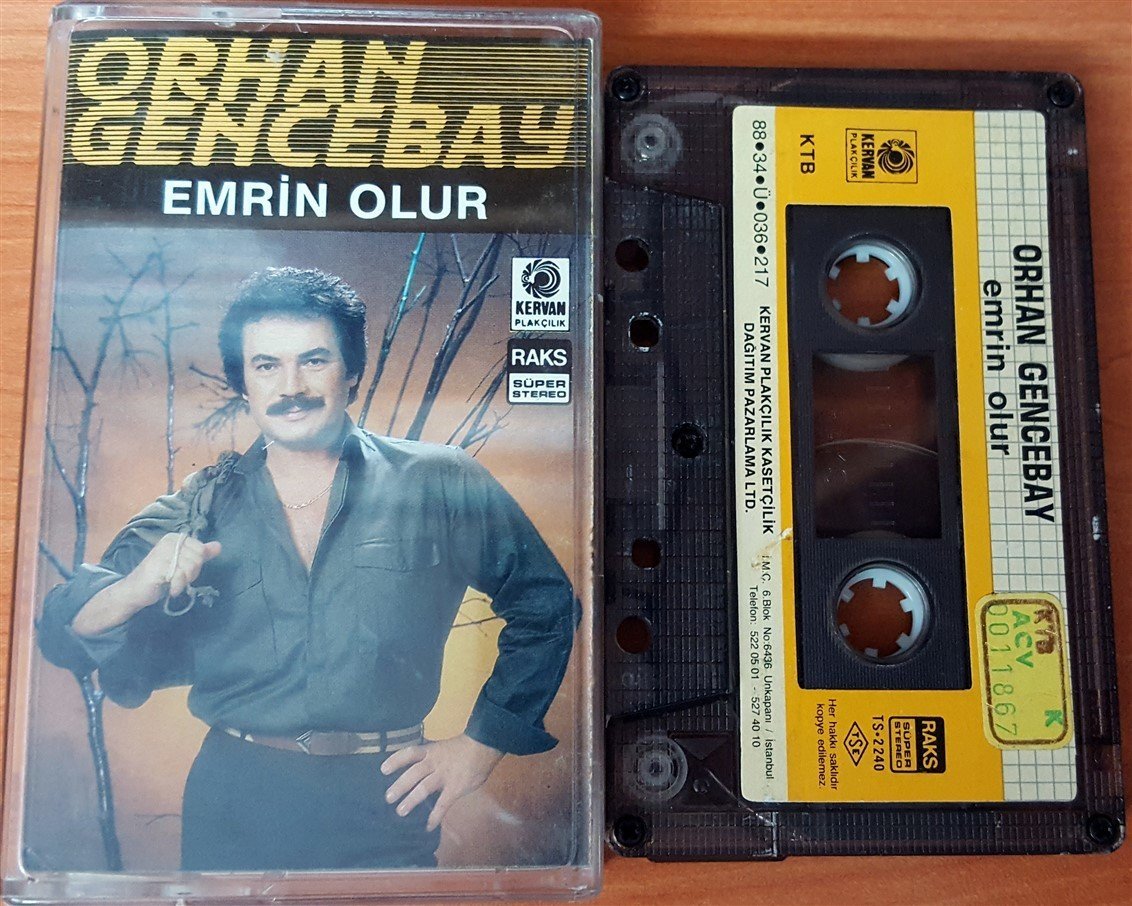 ORHAN
GENCEBAY
EMRİN OLUR
KERVAN
PLAKÇILIK
RAKS
SÜPER
STEREO
ORHAN GENCEBAY
emrin olur
KERVAN
PLAKÇILIK
KTB
88•34•Ü•036•217
KERVAN PLAKÇILIK KASETÇİLİK
DAĞITIM PAZARLAMA LTD.
İ.M.Ç. 6.Blok No:6436 Unkapanı / İstanbul
Telefon: 522 05 01 - 527 40 10
K
KTB
ACV
0011867
RAKS
SÜPER
STEREO
TS•2240
TSE
Her hakkı saklıdır
kopye edilemez.